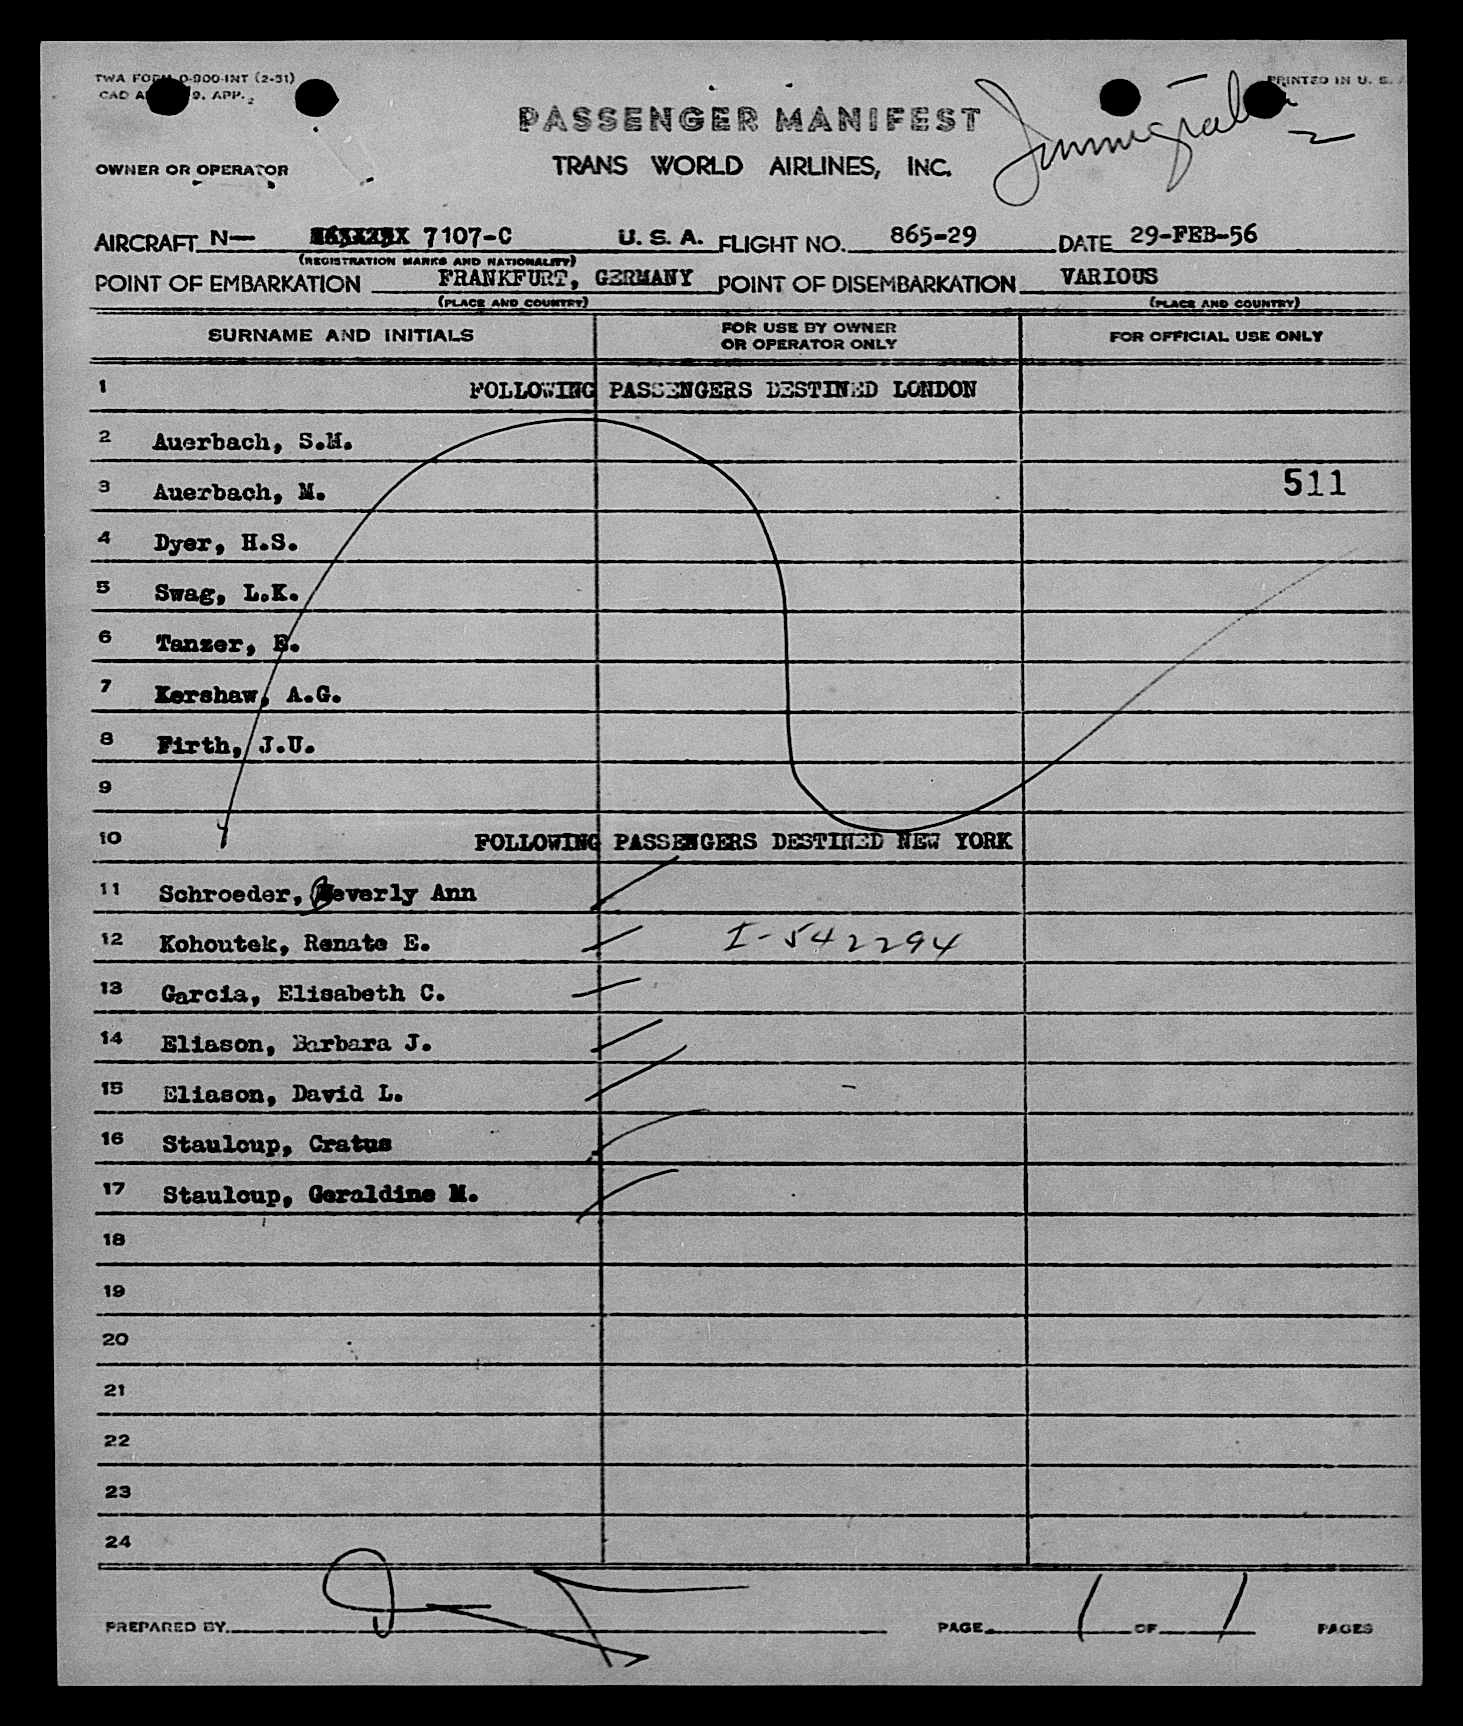 TWA FORM O-900-INT (2-51)
PRINTED IN U. S. A
CAD 9. APP. 2
PASSENGER MANIFEST
Immigration
2
OWNER OR OPERATOR
TRANS WORLD AIRLINES, INC.
AIRCRAFT N— 7107-C U. S. A. FLIGHT NO. 865-29 DATE 29-FEB-56
(REGISTRATION MARKS AND NATIONALITY)
POINT OF EMBARKATION FRANKFURT, GERMANY POINT OF DISEMBARKATION VARIOUS
(PLACE AND COUNTRY) (PLACE AND COUNTRY)
SURNAME AND INITIALS FOR USE BY OWNER OR OPERATOR ONLY FOR OFFICIAL USE ONLY
1 FOLLOWING PASSENGERS DESTINED LONDON
2 Auerbach, S.M.
3 Auerbach, M. 511
4 Dyer, H.S.
5 Swag, L.K.
6 Tanzer, E.
7 Kershaw, A.G.
8 Firth, J.U.
9
10 FOLLOWING PASSENGERS DESTINED NEW YORK
11 Schroeder, Beverly Ann
12 Kohoutek, Renate E. I-542294
13 Garcia, Elisabeth C.
14 Eliason, Barbara J.
15 Eliason, David L.
16 Stauloup, Cratus
17 Stauloup, Geraldine M.
18
19
20
21
22
23
24
PREPARED BY PAGE 1 OF 1 PAGES